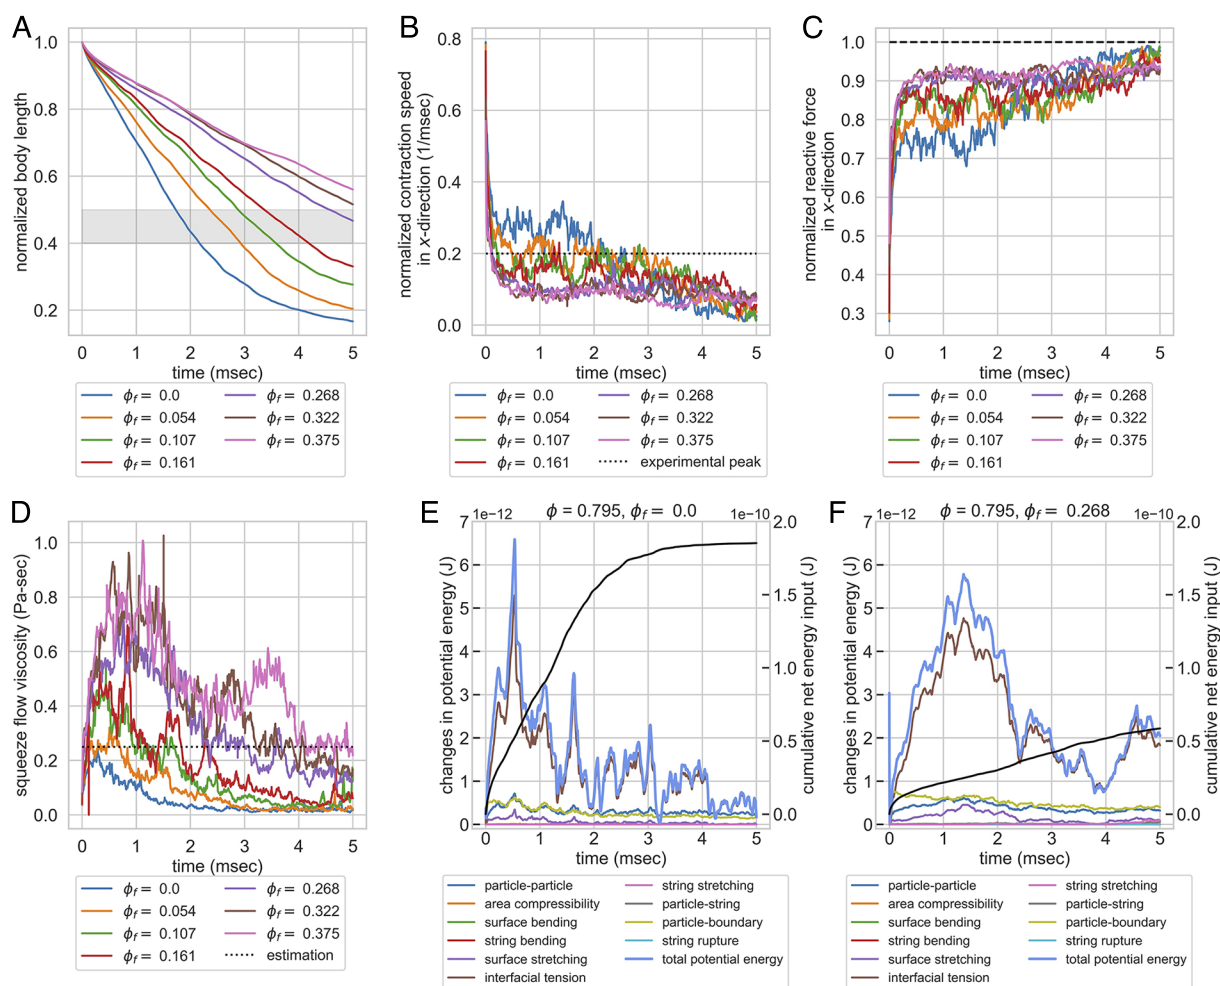 A
1.0
0.8
0.6
0.4
0.2
normalized body length
0 1 2 3 4 5
time (msec)
ϕf = 0.0
ϕf = 0.054
ϕf = 0.107
ϕf = 0.161
ϕf = 0.268
ϕf = 0.322
ϕf = 0.375
B
0.8
0.6
0.4
0.2
0.0
normalized contraction speed
in x-direction (1/msec)
0 1 2 3 4 5
time (msec)
ϕf = 0.0
ϕf = 0.054
ϕf = 0.107
ϕf = 0.161
ϕf = 0.268
ϕf = 0.322
ϕf = 0.375
experimental peak
C
1.0
0.9
0.8
0.7
0.6
0.5
0.4
0.3
normalized reactive force
in x-direction
0 1 2 3 4 5
time (msec)
ϕf = 0.0
ϕf = 0.054
ϕf = 0.107
ϕf = 0.161
ϕf = 0.268
ϕf = 0.322
ϕf = 0.375
D
1.0
0.8
0.6
0.4
0.2
0.0
squeeze flow viscosity (Pa-sec)
0 1 2 3 4 5
time (msec)
ϕf = 0.0
ϕf = 0.054
ϕf = 0.107
ϕf = 0.161
ϕf = 0.268
ϕf = 0.322
ϕf = 0.375
estimation
E
1e−12
ϕ = 0.795, ϕf = 0.0
1e−10
7
6
5
4
3
2
1
0
changes in potential energy (J)
2.0
1.5
1.0
0.5
0.0
cumulative net energy input (J)
0 1 2 3 4 5
time (msec)
particle-particle
area compressibility
surface bending
string bending
surface stretching
interfacial tension
string stretching
particle-string
particle-boundary
string rupture
total potential energy
F
1e−12
ϕ = 0.795, ϕf = 0.268
1e−10
7
6
5
4
3
2
1
0
changes in potential energy (J)
2.0
1.5
1.0
0.5
0.0
cumulative net energy input (J)
0 1 2 3 4 5
time (msec)
particle-particle
area compressibility
surface bending
string bending
surface stretching
interfacial tension
string stretching
particle-string
particle-boundary
string rupture
total potential energy